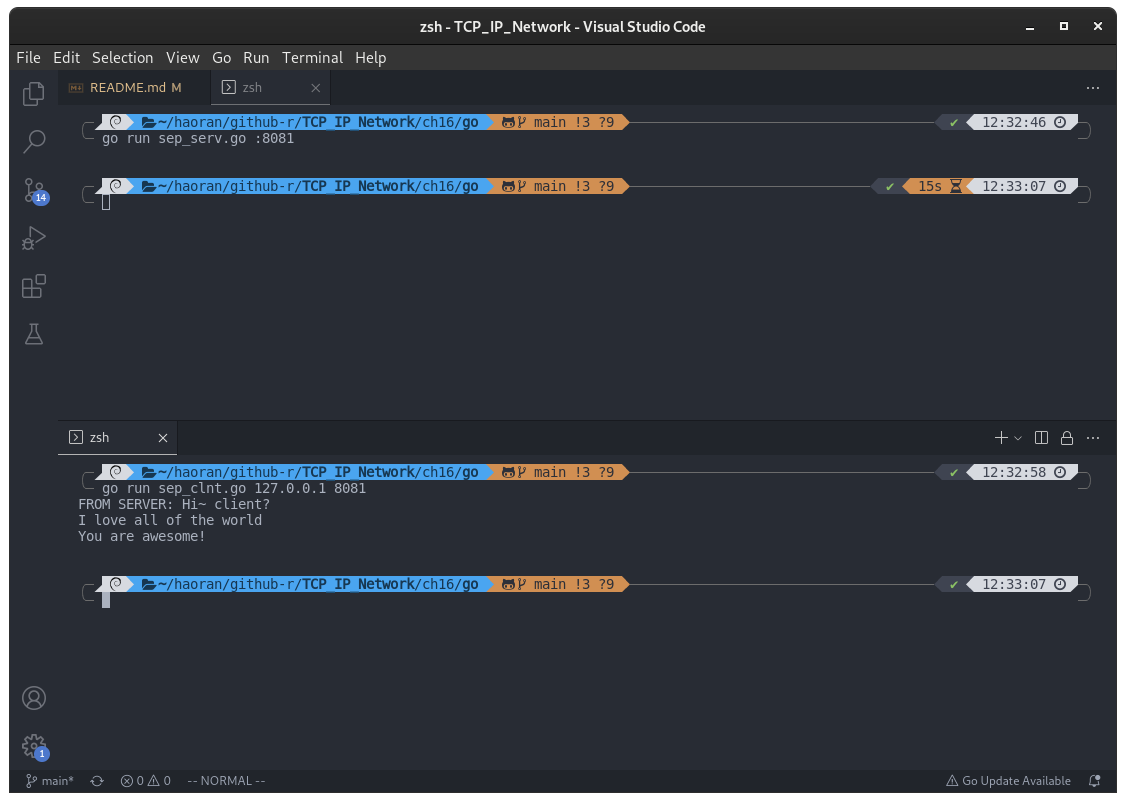 zsh - TCP_IP_Network - Visual Studio Code
File Edit Selection View Go Run Terminal Help
README.md M zsh
~/haoran/github-r/TCP_IP_Network/ch16/go main !3 ?9 ✔ 12:32:46
go run sep_serv.go :8081
~/haoran/github-r/TCP_IP_Network/ch16/go main !3 ?9 ✔ 15s 12:33:07
14
zsh
~/haoran/github-r/TCP_IP_Network/ch16/go main !3 ?9 ✔ 12:32:58
go run sep_clnt.go 127.0.0.1 8081
FROM SERVER: Hi~ client?
I love all of the world
You are awesome!
~/haoran/github-r/TCP_IP_Network/ch16/go main !3 ?9 ✔ 12:33:07
1
main* 0 0 -- NORMAL -- Go Update Available